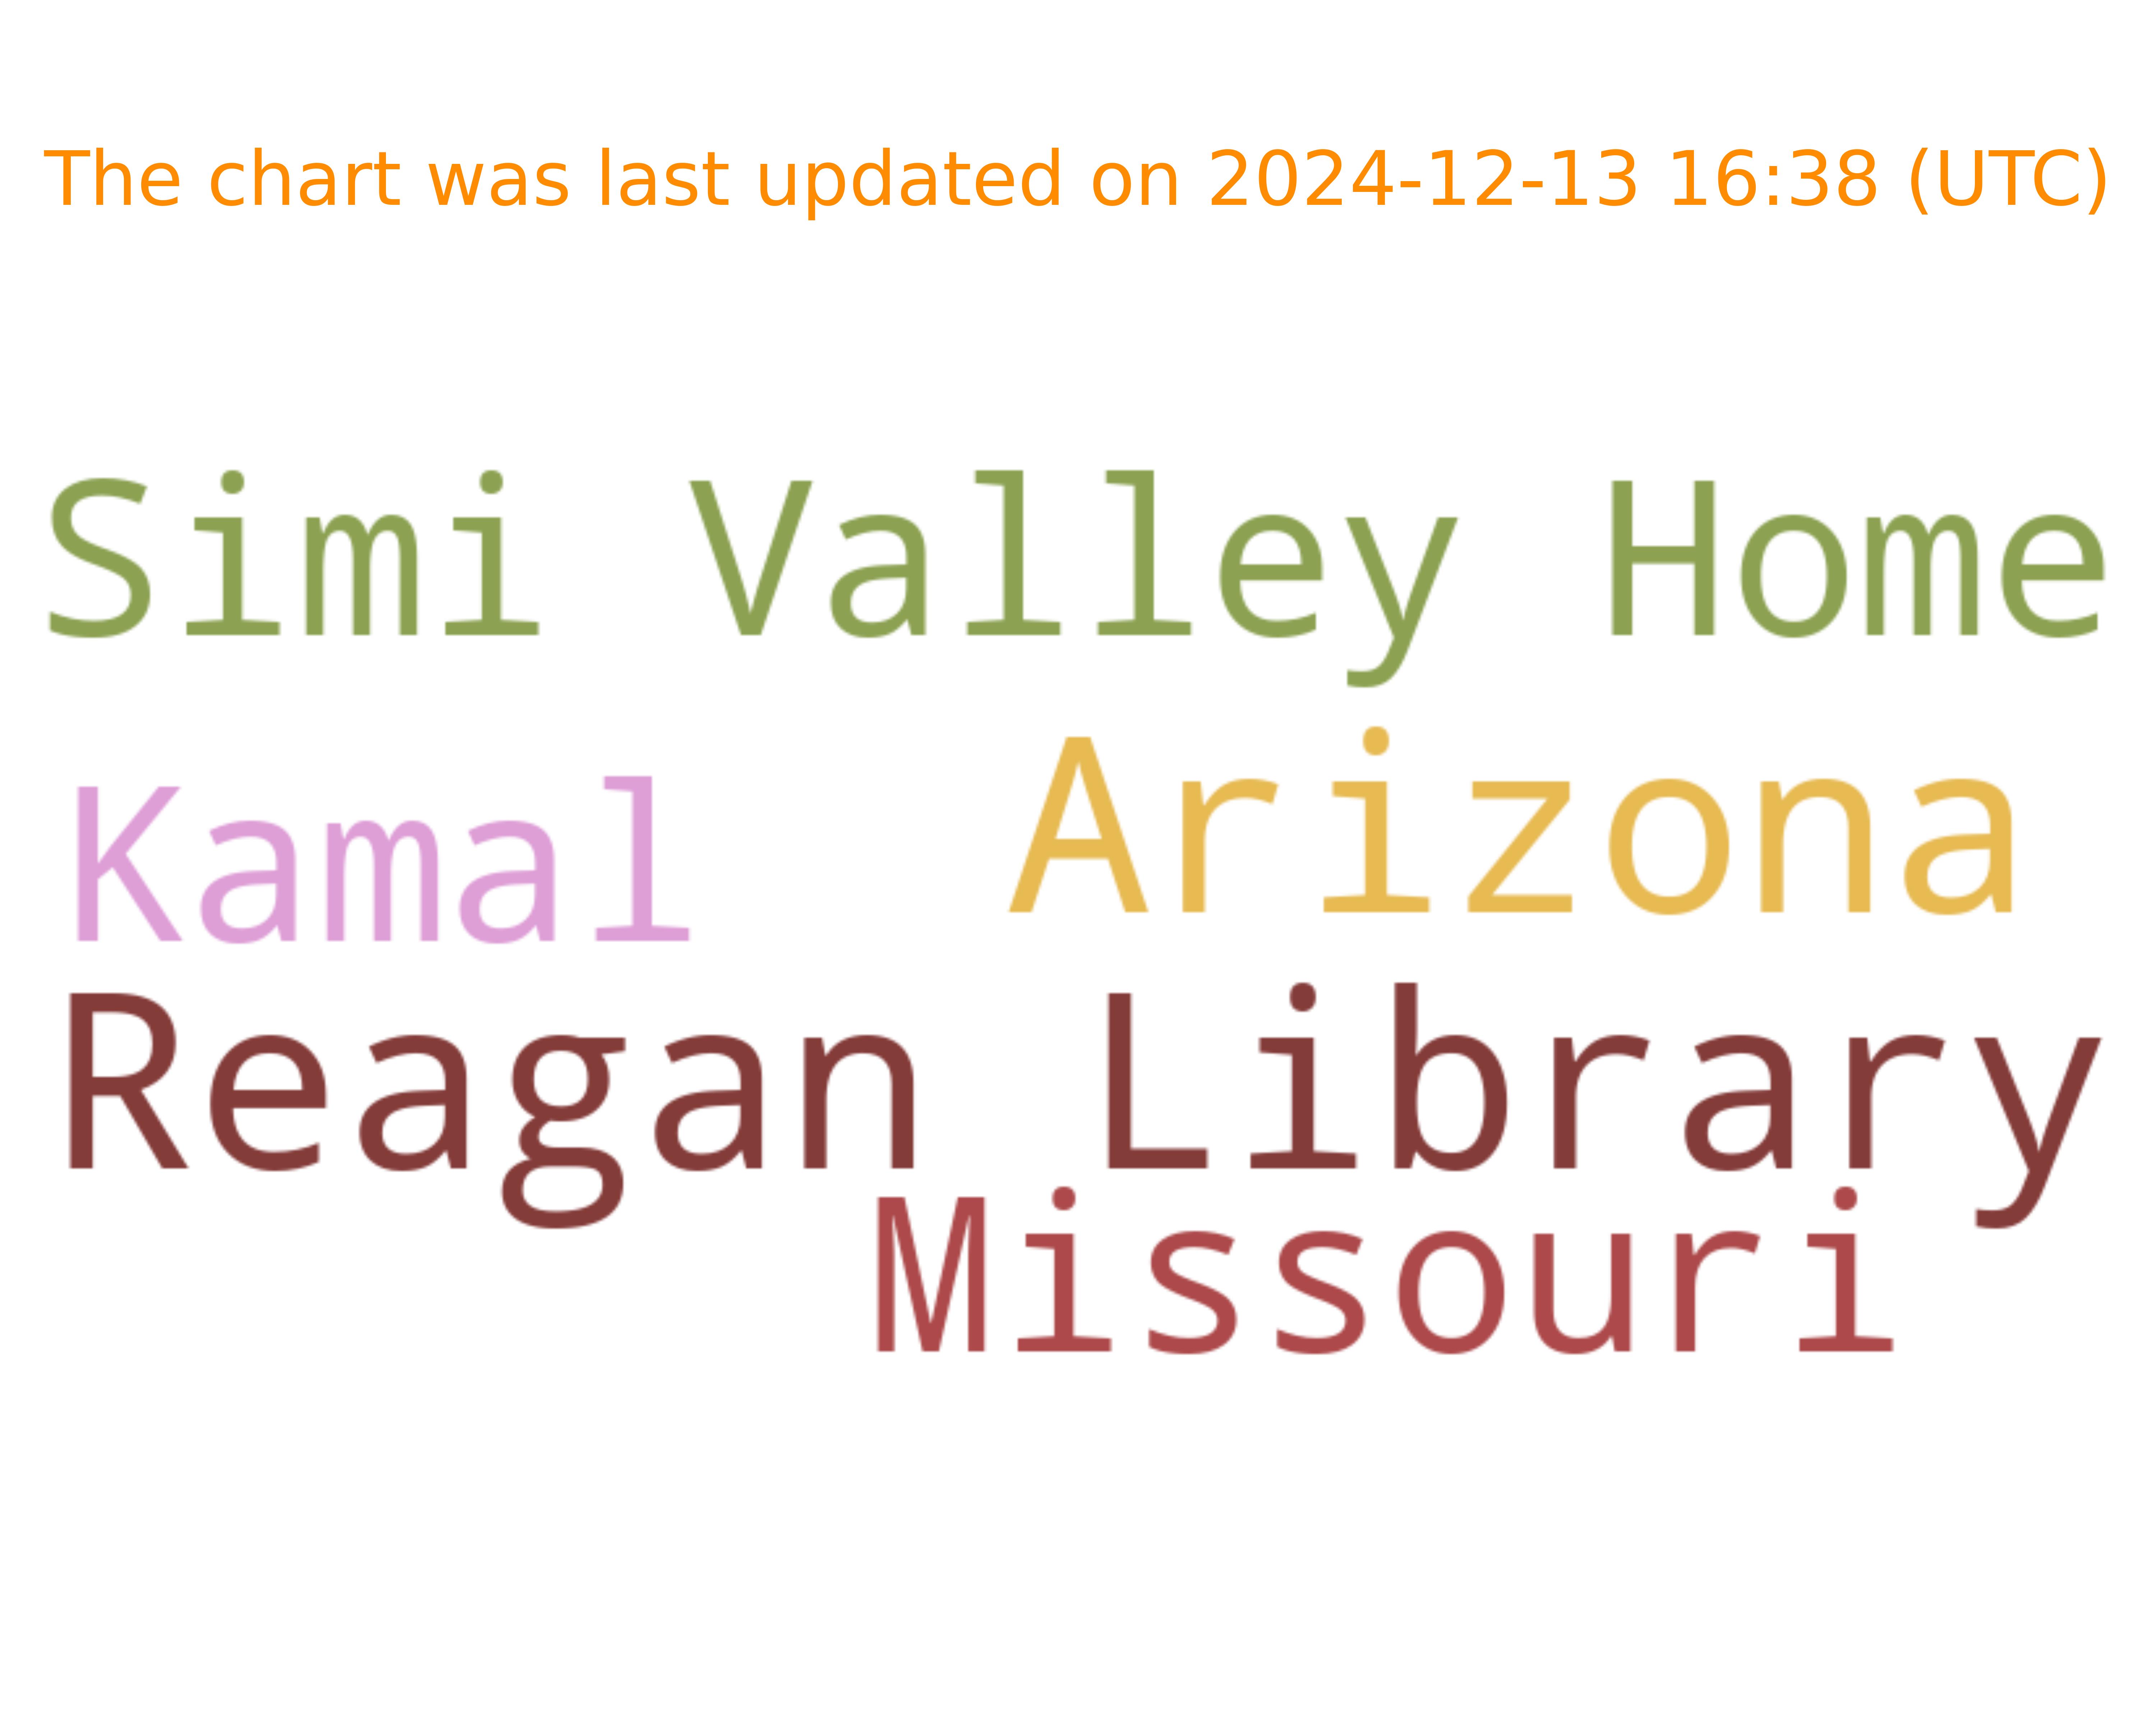 The chart was last updated on 2024-12-13 16:38 (UTC)
Simi Valley Home
Kamal Arizona
Reagan Library
Missouri